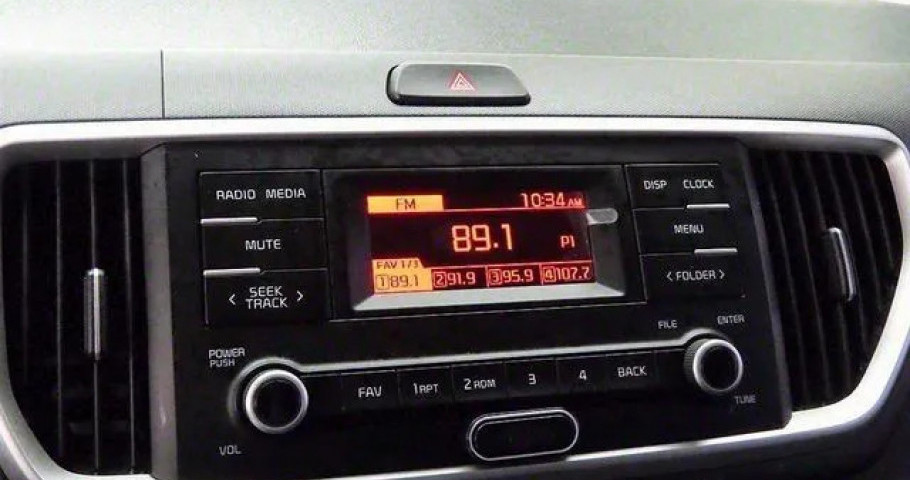 RADIO MEDIA
MUTE
< SEEK >
TRACK
FM 10:34 AM
89.1 P1
FAV 1/3
1 89.1 2 91.9 3 95.9 4 107.7
DISP CLOCK
MENU
< FOLDER >
POWER
PUSH
VOL
FAV 1 RPT 2 RDM 3 4 BACK
FILE
ENTER
TUNE